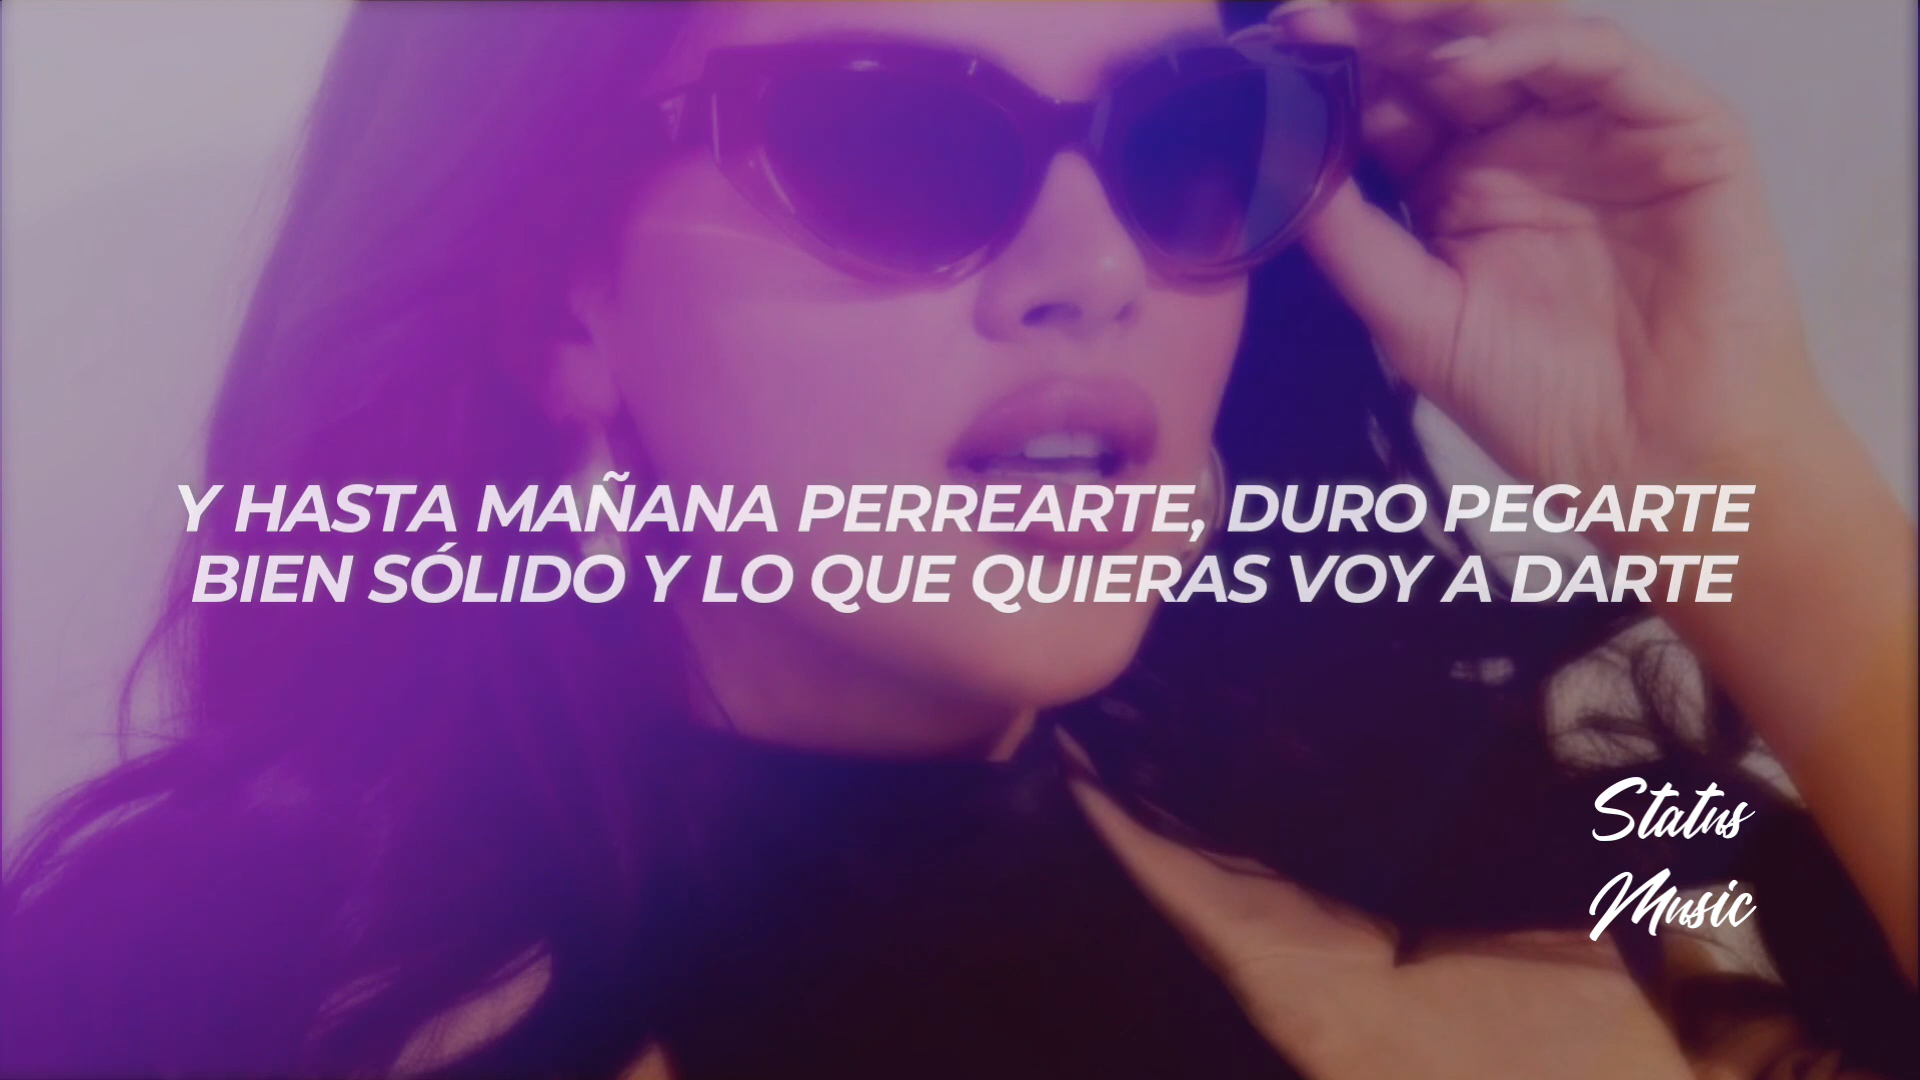 Y HASTA MAÑANA PERREARTE, DURO PEGARTE
BIEN SÓLIDO Y LO QUE QUIERAS VOY A DARTE
Status
Music